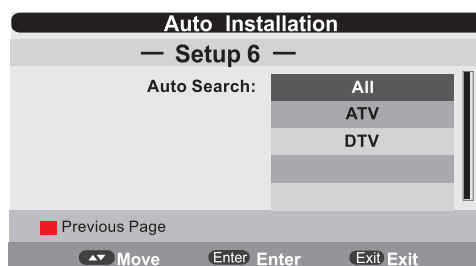 Auto Installation
— Setup 6 —
Auto Search: All
ATV
DTV
Previous Page
Move Enter Enter Exit Exit